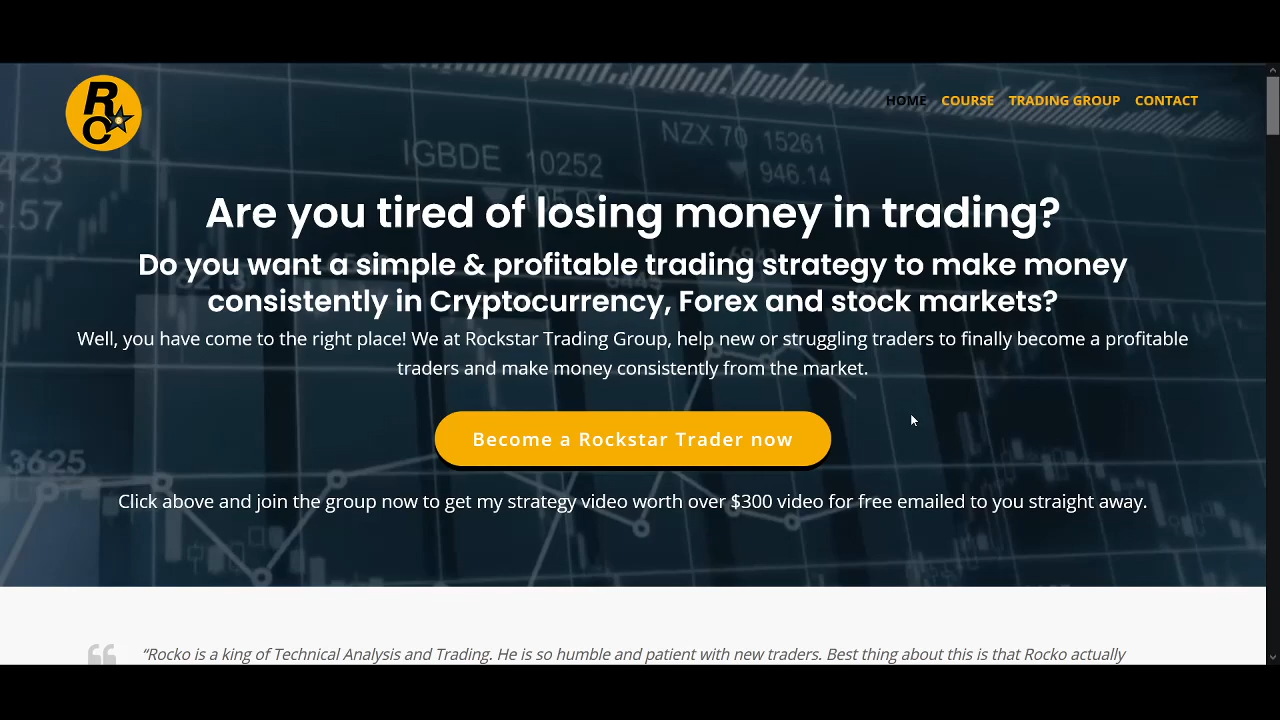 R
C
HOME COURSE TRADING GROUP CONTACT
423
2.57
IGBDE 10252
NZX 70 15261
946.14
Are you tired of losing money in trading?
Do you want a simple & profitable trading strategy to make money
consistently in Cryptocurrency, Forex and stock markets?
Well, you have come to the right place! We at Rockstar Trading Group, help new or struggling traders to finally become a profitable
traders and make money consistently from the market.
Become a Rockstar Trader now
3625
Click above and join the group now to get my strategy video worth over $300 video for free emailed to you straight away.
“Rocko is a king of Technical Analysis and Trading. He is so humble and patient with new traders. Best thing about this is that Rocko actually